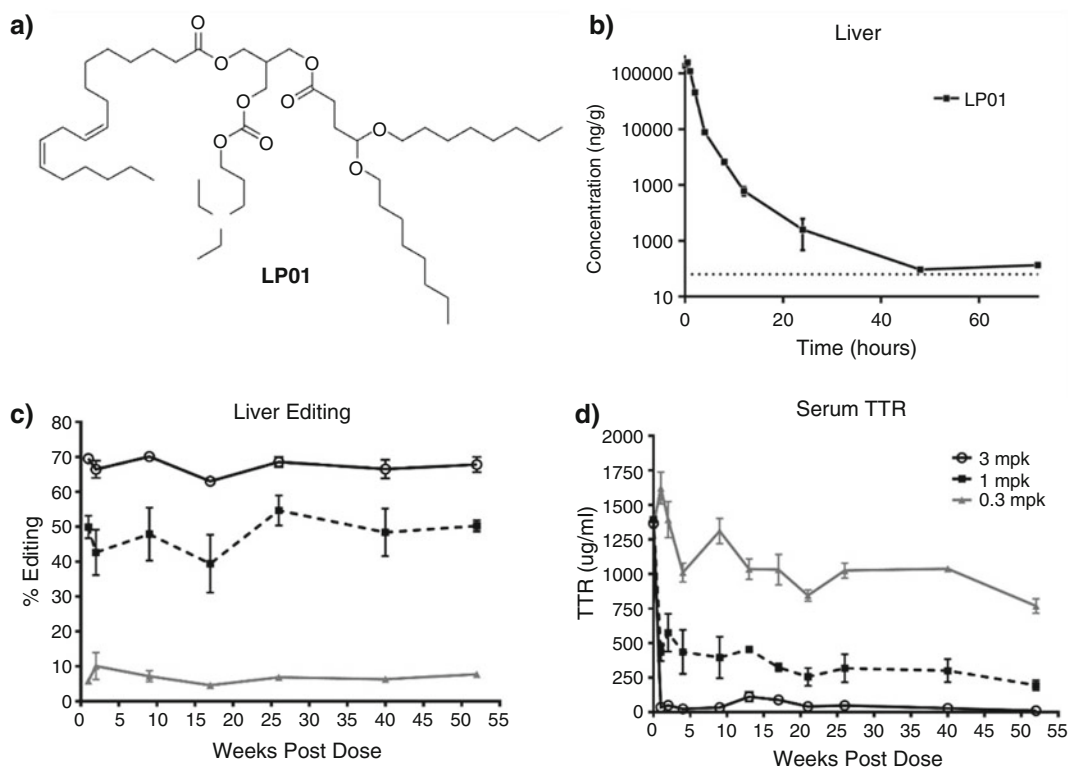 a)
O
O
O
O
O
O
O
O
O
LP01
b)
Liver
Concentration (ng/g)
100000
10000
1000
1000
10
0
20
40
60
LP01
Time (hours)
c)
Liver Editing
% Editing
80
70
60
50
40
30
20
10
0
0 5 10 15 20 25 30 35 40 45 50 55
Weeks Post Dose
d)
Serum TTR
TTR (ug/ml)
2000
1750
1500
1250
1000
750
500
250
0
0 5 10 15 20 25 30 35 40 45 50 55
3 mpk
1 mpk
0.3 mpk
Weeks Post Dose